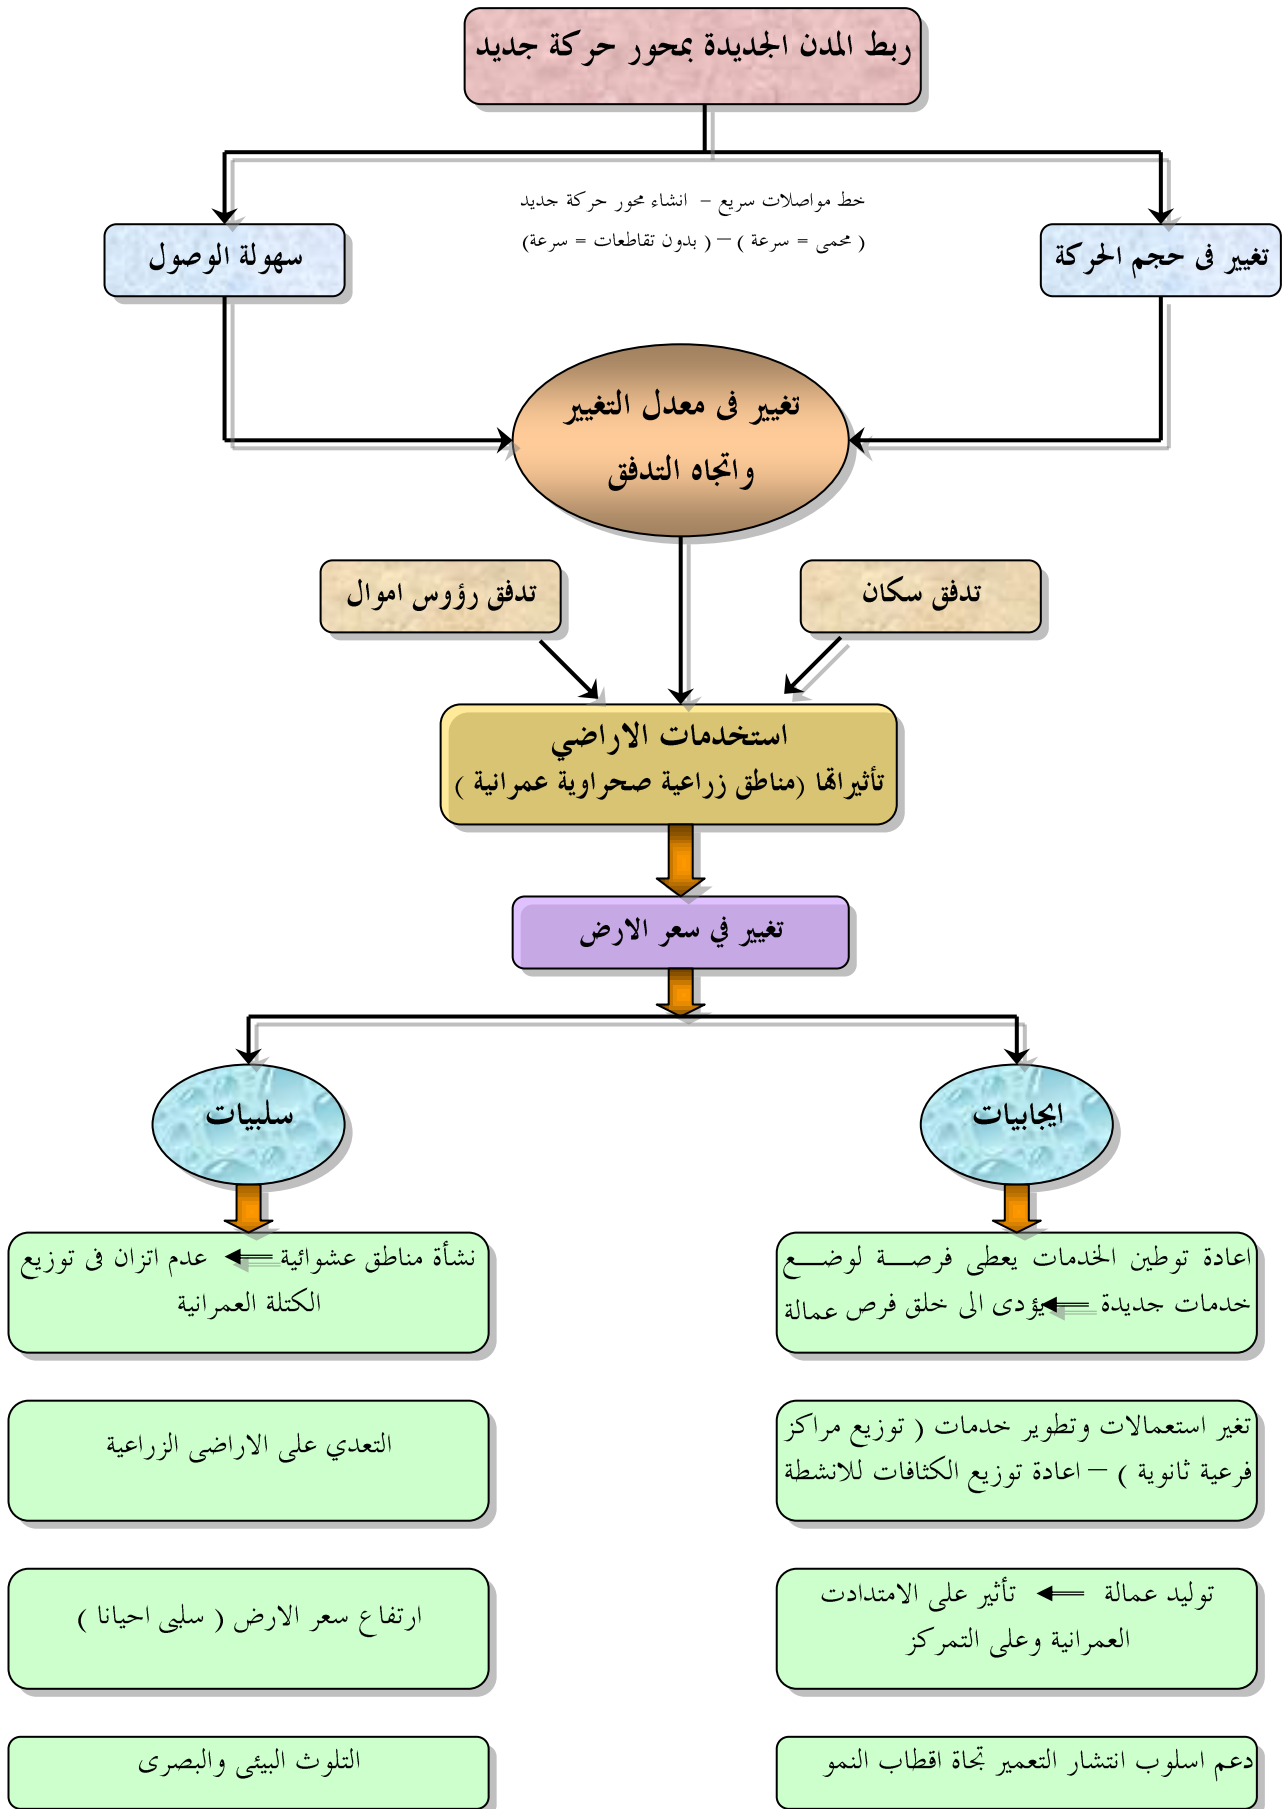 ربط المدن الجديدة بمحور حركة جديد
خط مواصلات سريع – انشاء محور حركة جديد
( محمى = سرعة ) – ( بدون تقاطعات = سرعة)
تغيير فى حجم الحركة
سهولة الوصول
تغيير فى معدل التغيير
واتجاه التدفق
تدفق سكان
تدفق رؤوس اموال
استخدمات الاراضي
تأثيراتها (مناطق زراعية صحراوية عمرانية )
تغيير في سعر الارض
ايجابيات
اعادة توطين الخدمات يعطى فرصة لوضع
خدمات جديدة يؤدى الى خلق فرص عمالة
تغير استعمالات وتطوير خدمات ( توزيع مراكز
فرعية ثانوية ) – اعادة توزيع الكثافات للانشطة
توليد عمالة تأثير على الامتدادت
العمرانية وعلى التمركز
دعم اسلوب انتشار التعمير تجاة اقطاب النمو
سلبيات
نشأة مناطق عشوائية عدم اتزان فى توزيع
الكتلة العمرانية
التعدي على الاراضى الزراعية
ارتفاع سعر الارض ( سلبى احيانا )
التلوث البيئى والبصرى